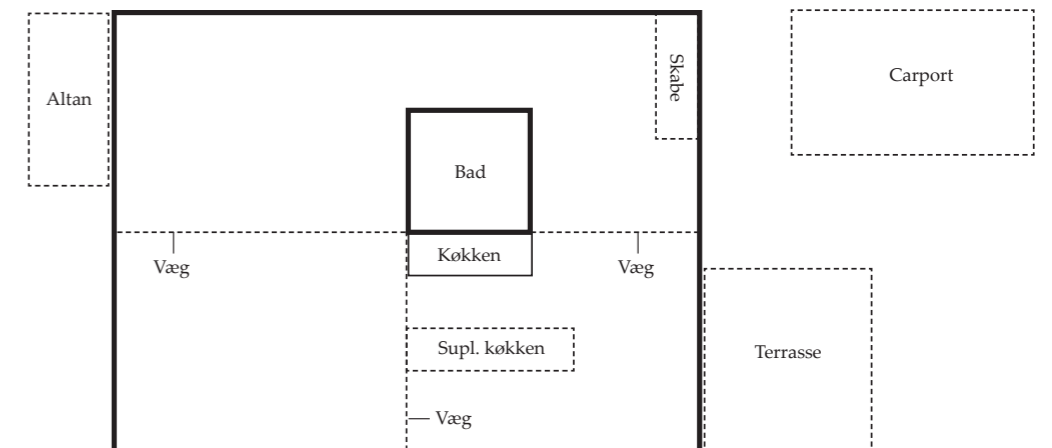 Altan
Skabe
Carport
Bad
Køkken
Væg
Væg
Supl. køkken
Terrasse
Væg